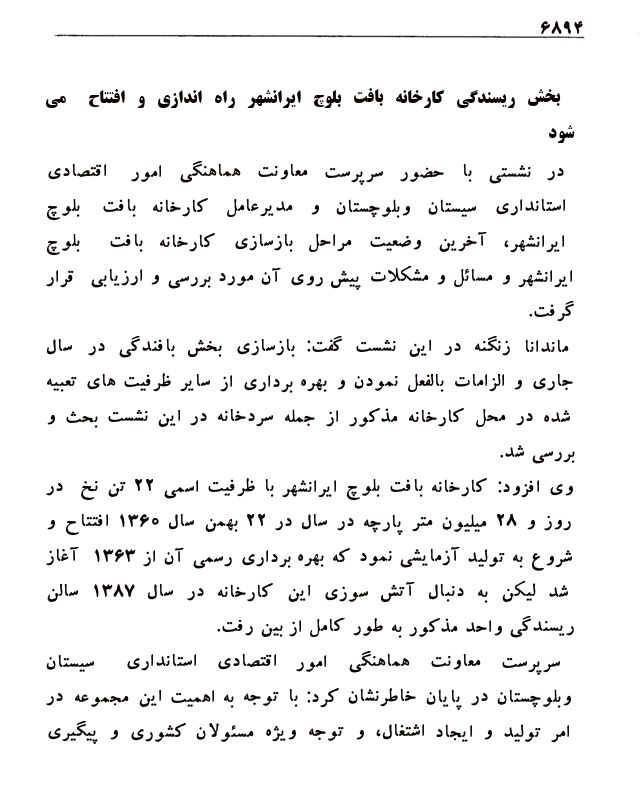 ۶۸۹۴
بخش ریسندگی کارخانه بافت بلوچ ایرانشهر راه اندازی و افتتاح می
شود
در نشستی با حضور سرپرست معاونت هماهنگی امور اقتصادی
استانداری سیستان وبلوچستان و مدیرعامل کارخانه بافت بلوچ
ایرانشهر، آخرین وضعیت مراحل بازسازی کارخانه بافت بلوچ
ایرانشهر و مسائل و مشکلات پیش روی آن مورد بررسی و ارزیابی قرار
گرفت.
ماندانا زنگنه در این نشست گفت: بازسازی بخش بافندگی در سال
جاری و الزامات بالفعل نمودن و بهره برداری از سایر ظرفیت های تعبیه
شده در محل کارخانه مذکور از جمله سردخانه در این نشست بحث و
بررسی شد.
وی افزود: کارخانه بافت بلوچ ایرانشهر با ظرفیت اسمی ۲۲ تن نخ در
روز و ۲۸ میلیون متر پارچه در سال در ۲۲ بهمن سال ۱۳۶۰ افتتاح و
شروع به تولید آزمایشی نمود که بهره برداری رسمی آن از ۱۳۶۳ آغاز
شد لیکن به دنبال آتش سوزی این کارخانه در سال ۱۳۸۷ سالن
ریسندگی واحد مذکور به طور کامل از بین رفت.
سرپرست معاونت هماهنگی امور اقتصادی استانداری سیستان
وبلوچستان در پایان خاطرنشان کرد: با توجه به اهمیت این مجموعه در
امر تولید و ایجاد اشتغال، و توجه ویژه مسئولان کشوری و پیگیری